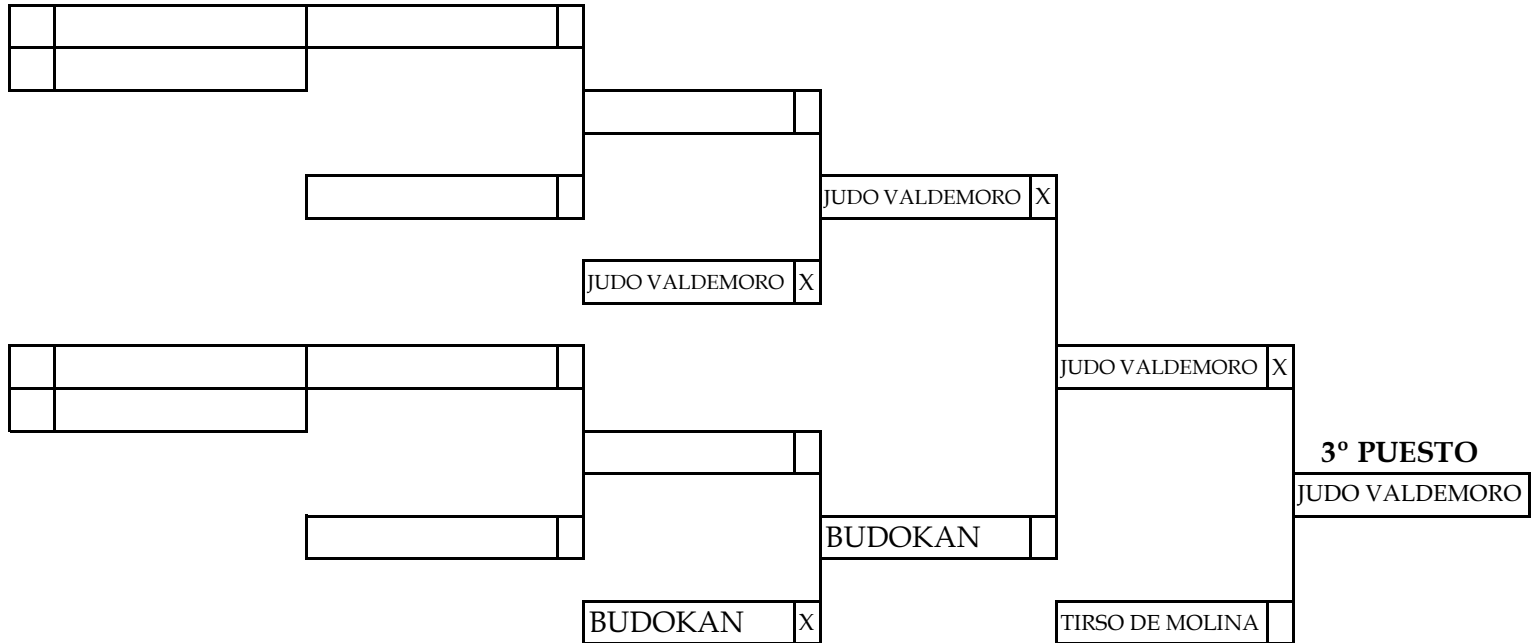 JUDO VALDEMORO X
JUDO VALDEMORO X
JUDO VALDEMORO X
3º PUESTO
JUDO VALDEMORO
BUDOKAN
BUDOKAN X
TIRSO DE MOLINA